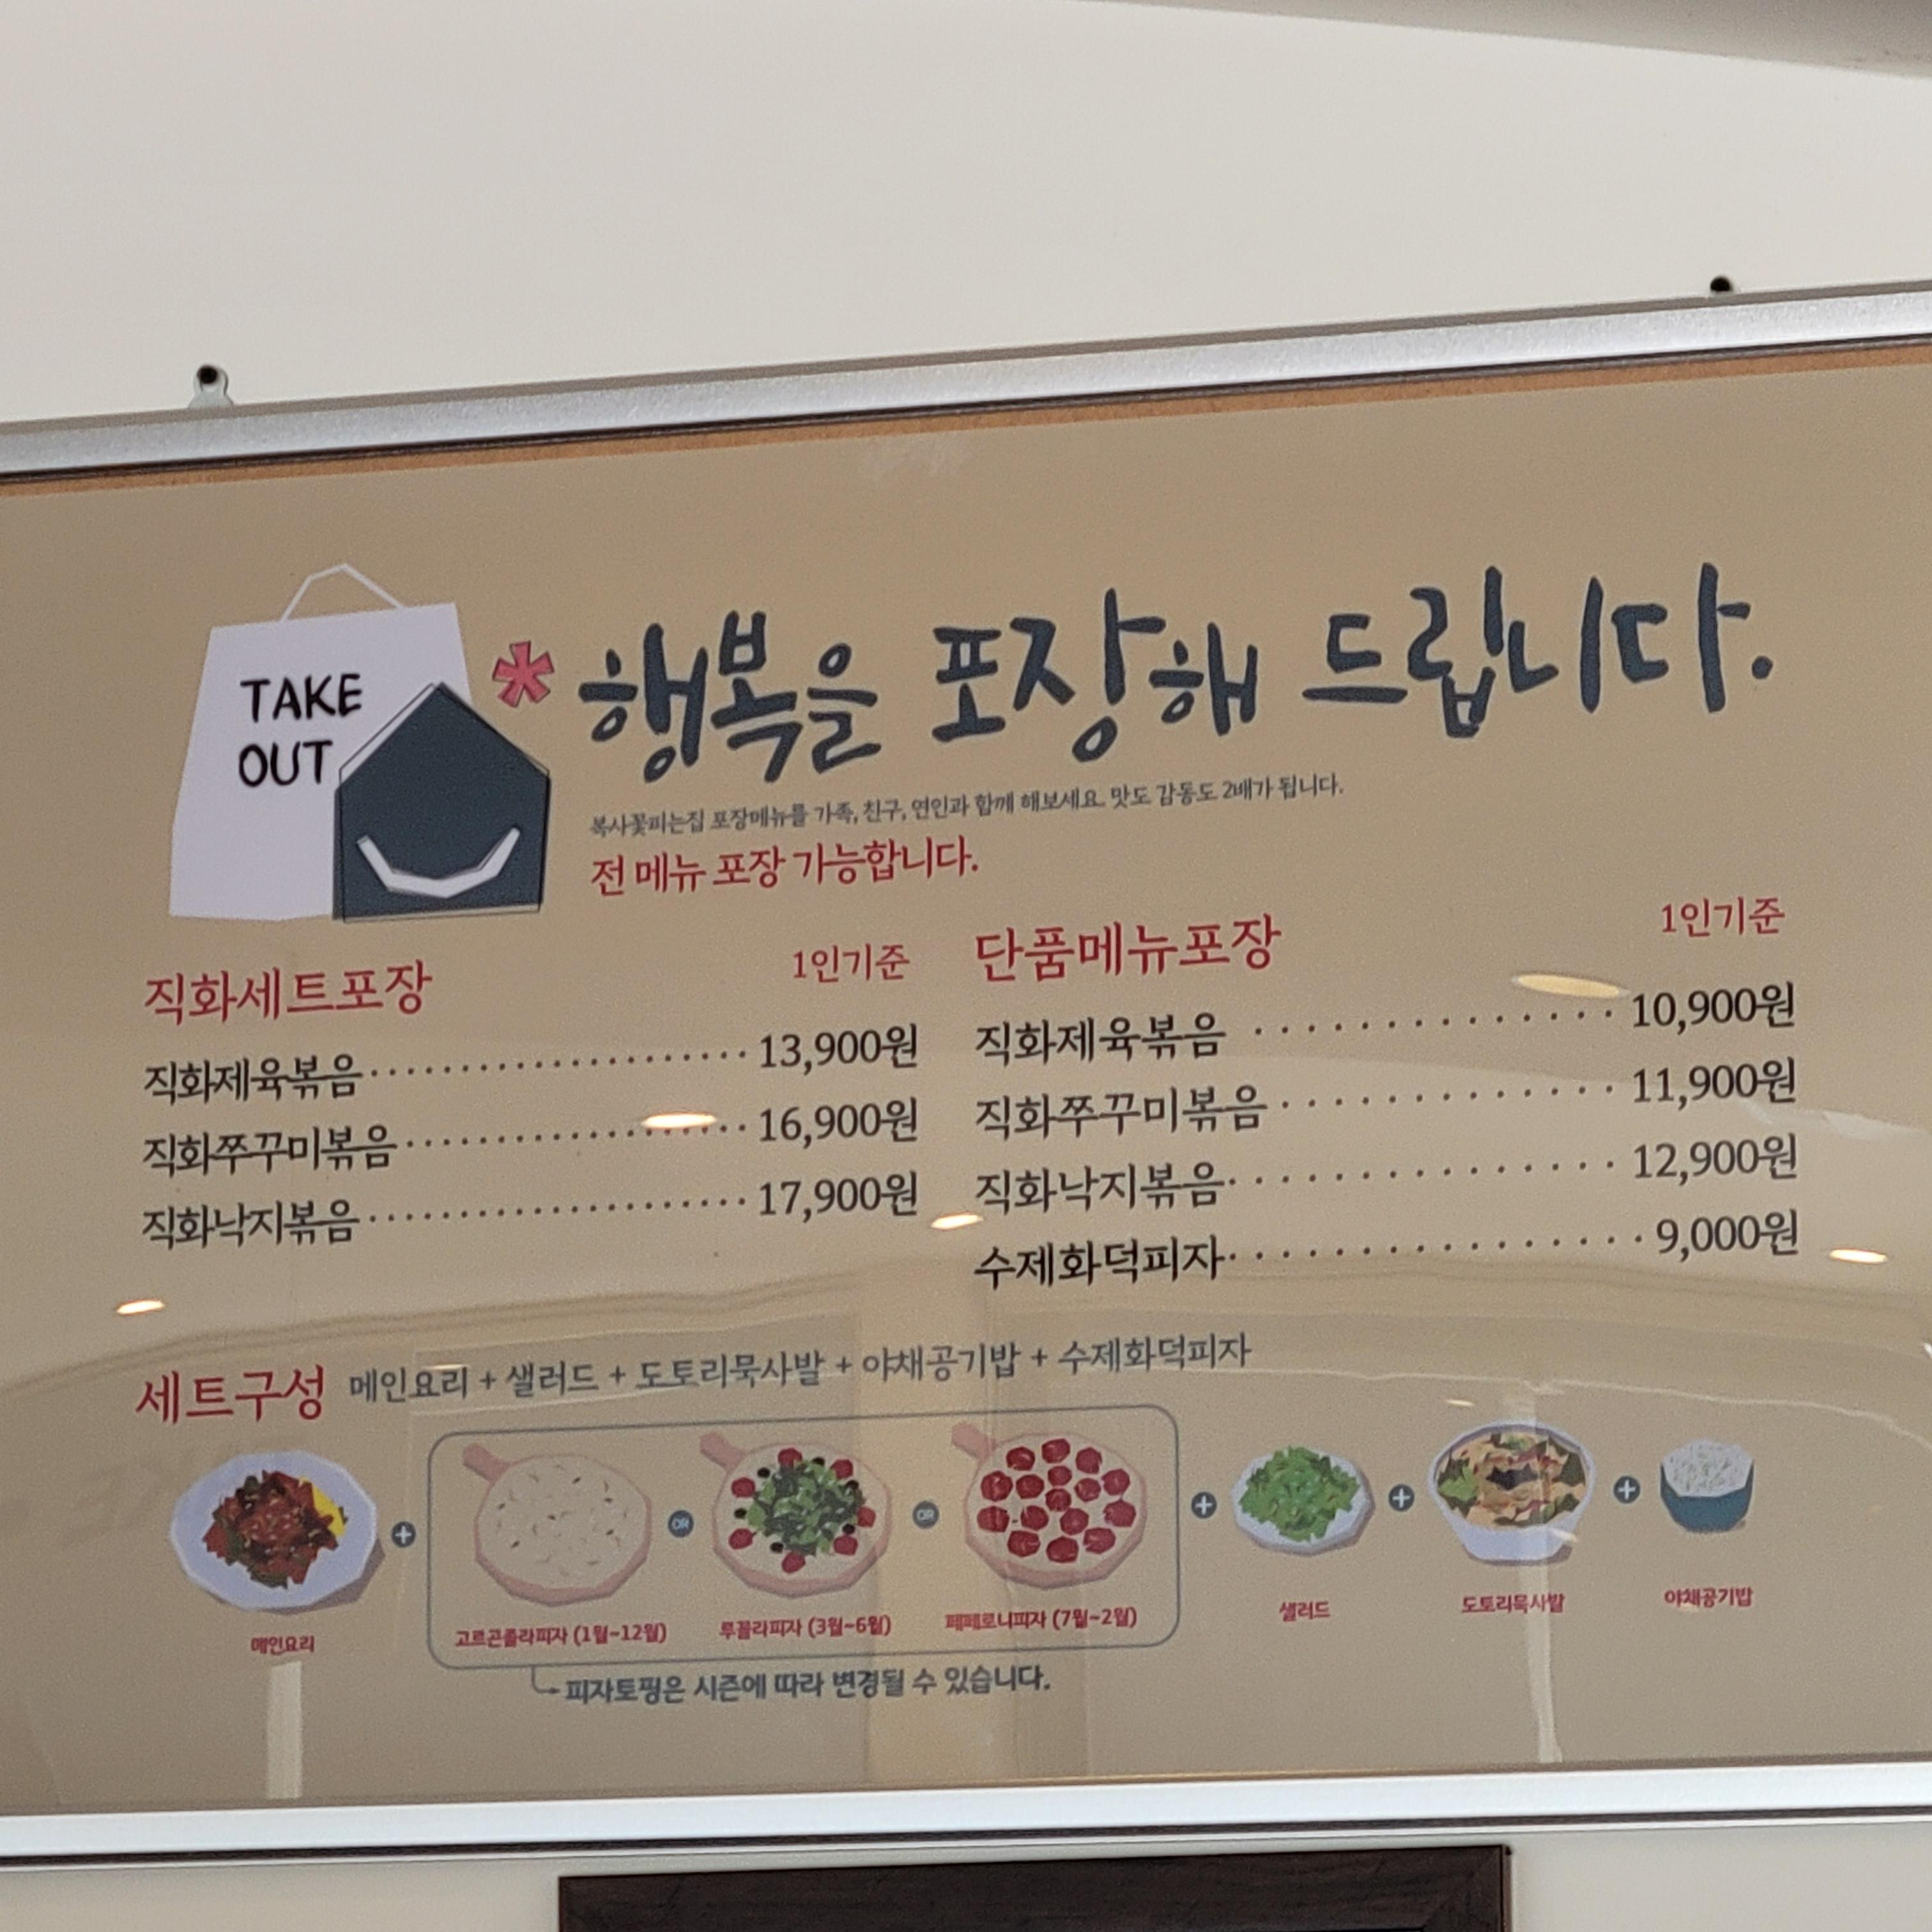 TAKE
OUT
*행복을 포장해 드립니다.
복사꽃피는집 포장메뉴를 가족, 친구, 연인과 함께 해보세요. 맛도 감동도 2배가 됩니다.
전 메뉴 포장 가능합니다.
직화세트포장 1인기준
직화제육볶음 13,900원
직화쭈꾸미볶음 16,900원
직화낙지볶음 17,900원
단품메뉴포장 1인기준
직화제육볶음 10,900원
직화쭈꾸미볶음 11,900원
직화낙지볶음 12,900원
수제화덕피자 9,000원
세트구성 메인요리 + 샐러드 + 도토리묵사발 + 야채공기밥 + 수제화덕피자
+ OR OR + + +
메인요리 고르곤졸라피자 (1월~12월) 루꼴라피자 (3월~6월) 페페로니피자 (7월~2월) 샐러드 도토리묵사발 야채공기밥
피자토핑은 시즌에 따라 변경될 수 있습니다.